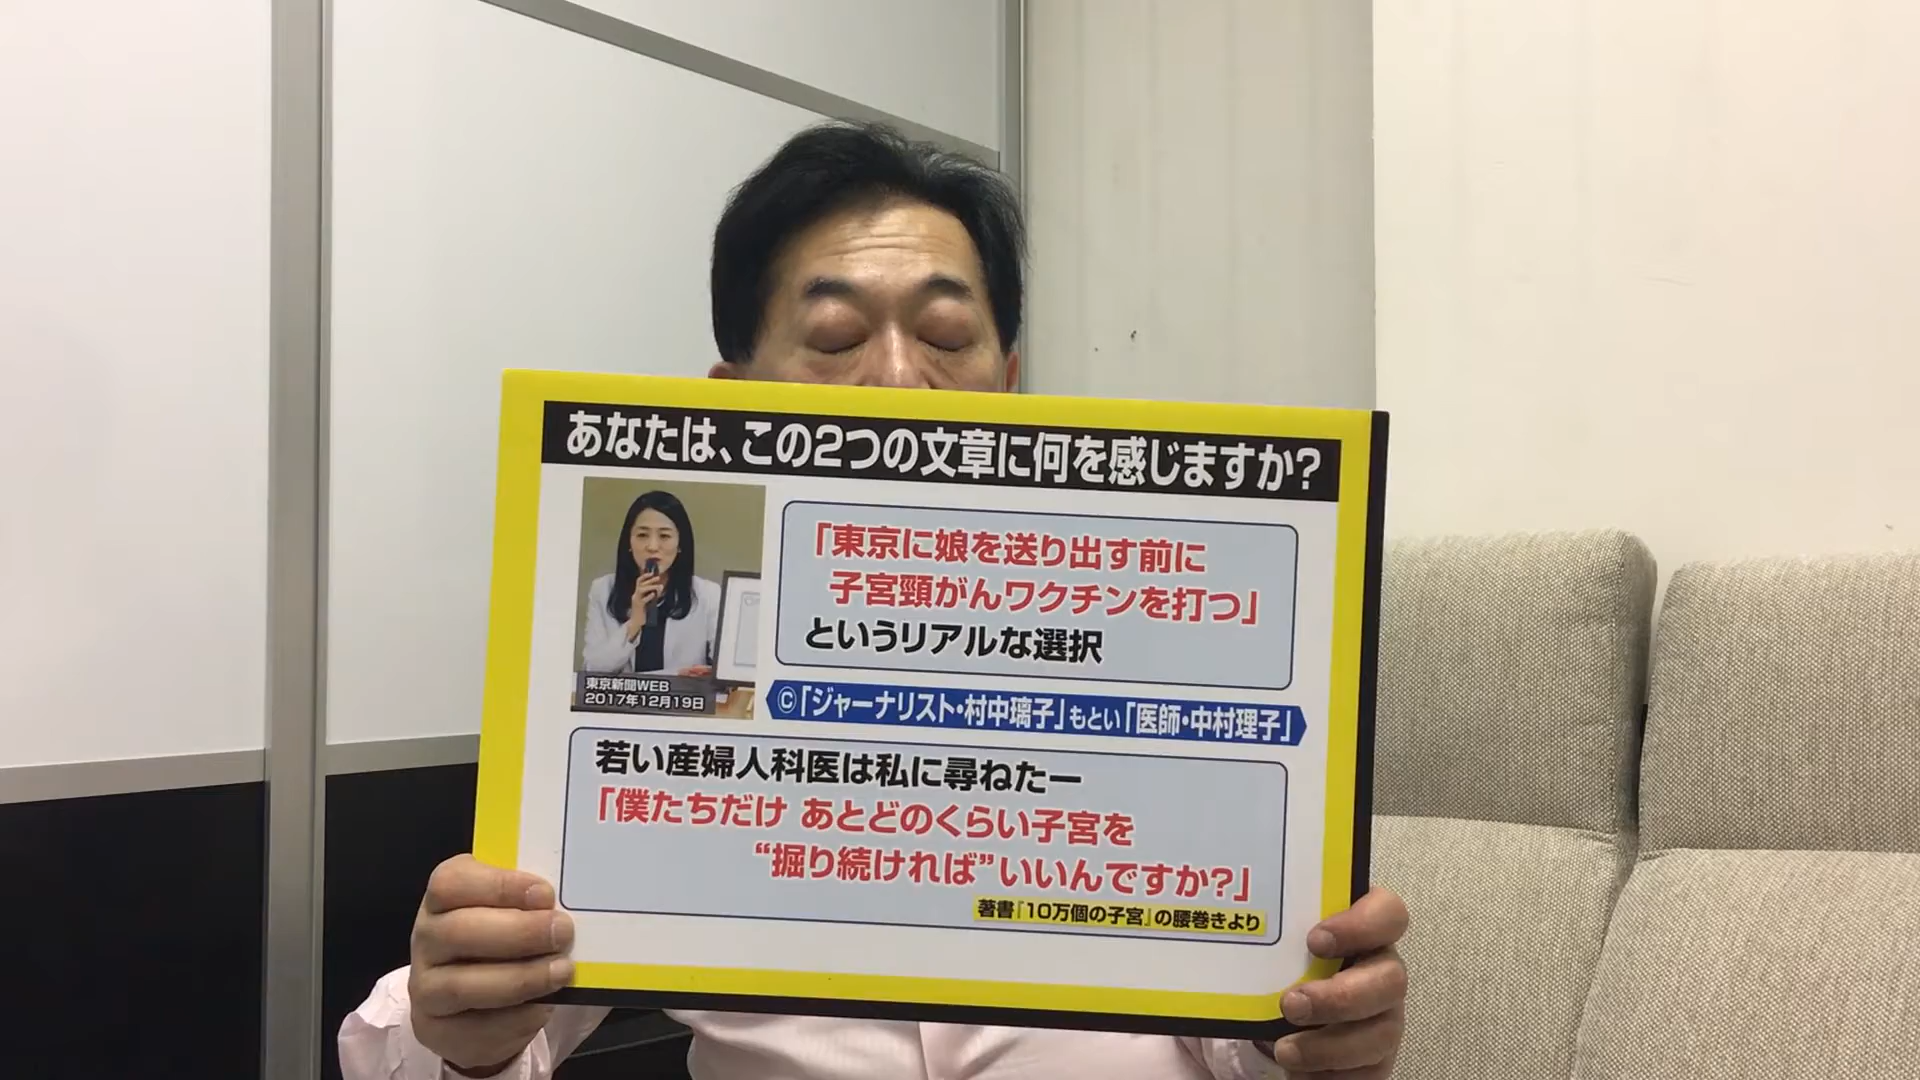 あなたは、この2つの文章に何を感じますか?
「東京に娘を送り出す前に
子宮頸がんワクチンを打つ」
というリアルな選択
東京新聞WEB
2017年12月19日
©「ジャーナリスト・村中璃子」もとい「医師・中村理子」
若い産婦人科医は私に尋ねたー
「僕たちだけ あとどのくらい子宮を
“掘り続ければ”いいんですか?」
著書『10万個の子宮』の腰巻きより